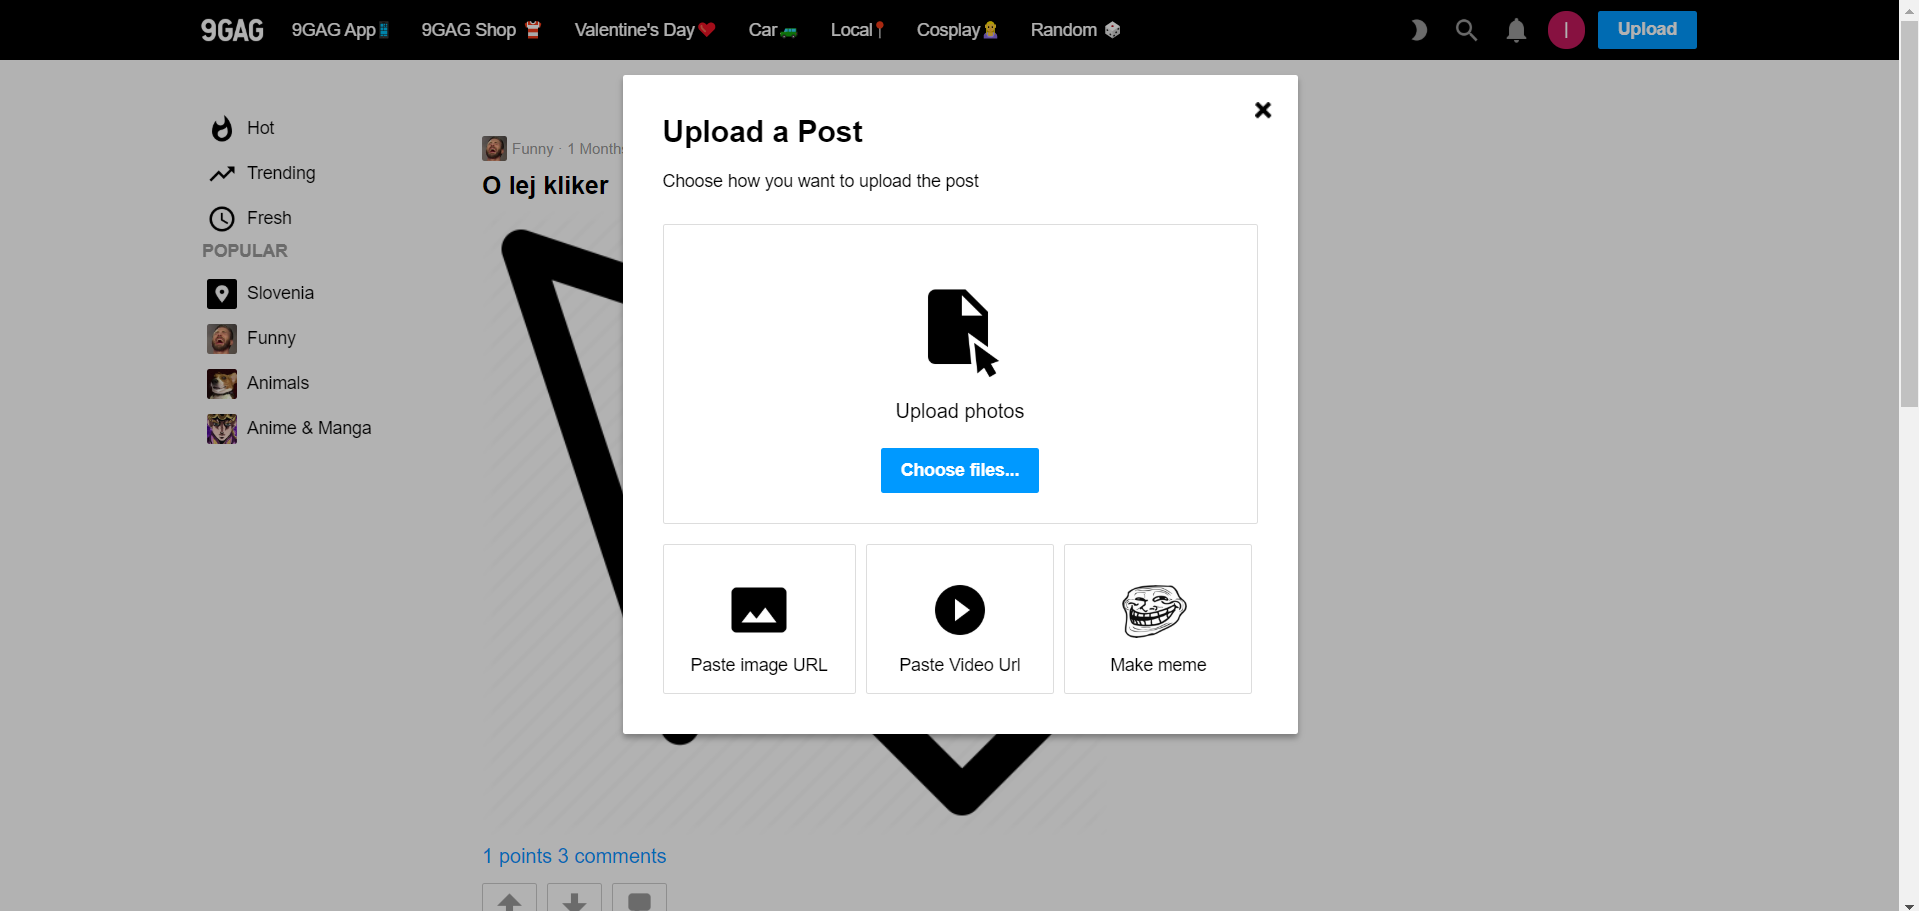 9GAG 9GAG App 9GAG Shop Valentine's Day Car Local Cosplay Random I Upload
Hot
Trending
Fresh
POPULAR
Slovenia
Funny
Animals
Anime & Manga
Funny · 1 Months
O lej kliker
Upload a Post
Choose how you want to upload the post
Upload photos
Choose files...
Paste image URL
Paste Video Url
Make meme
1 points 3 comments